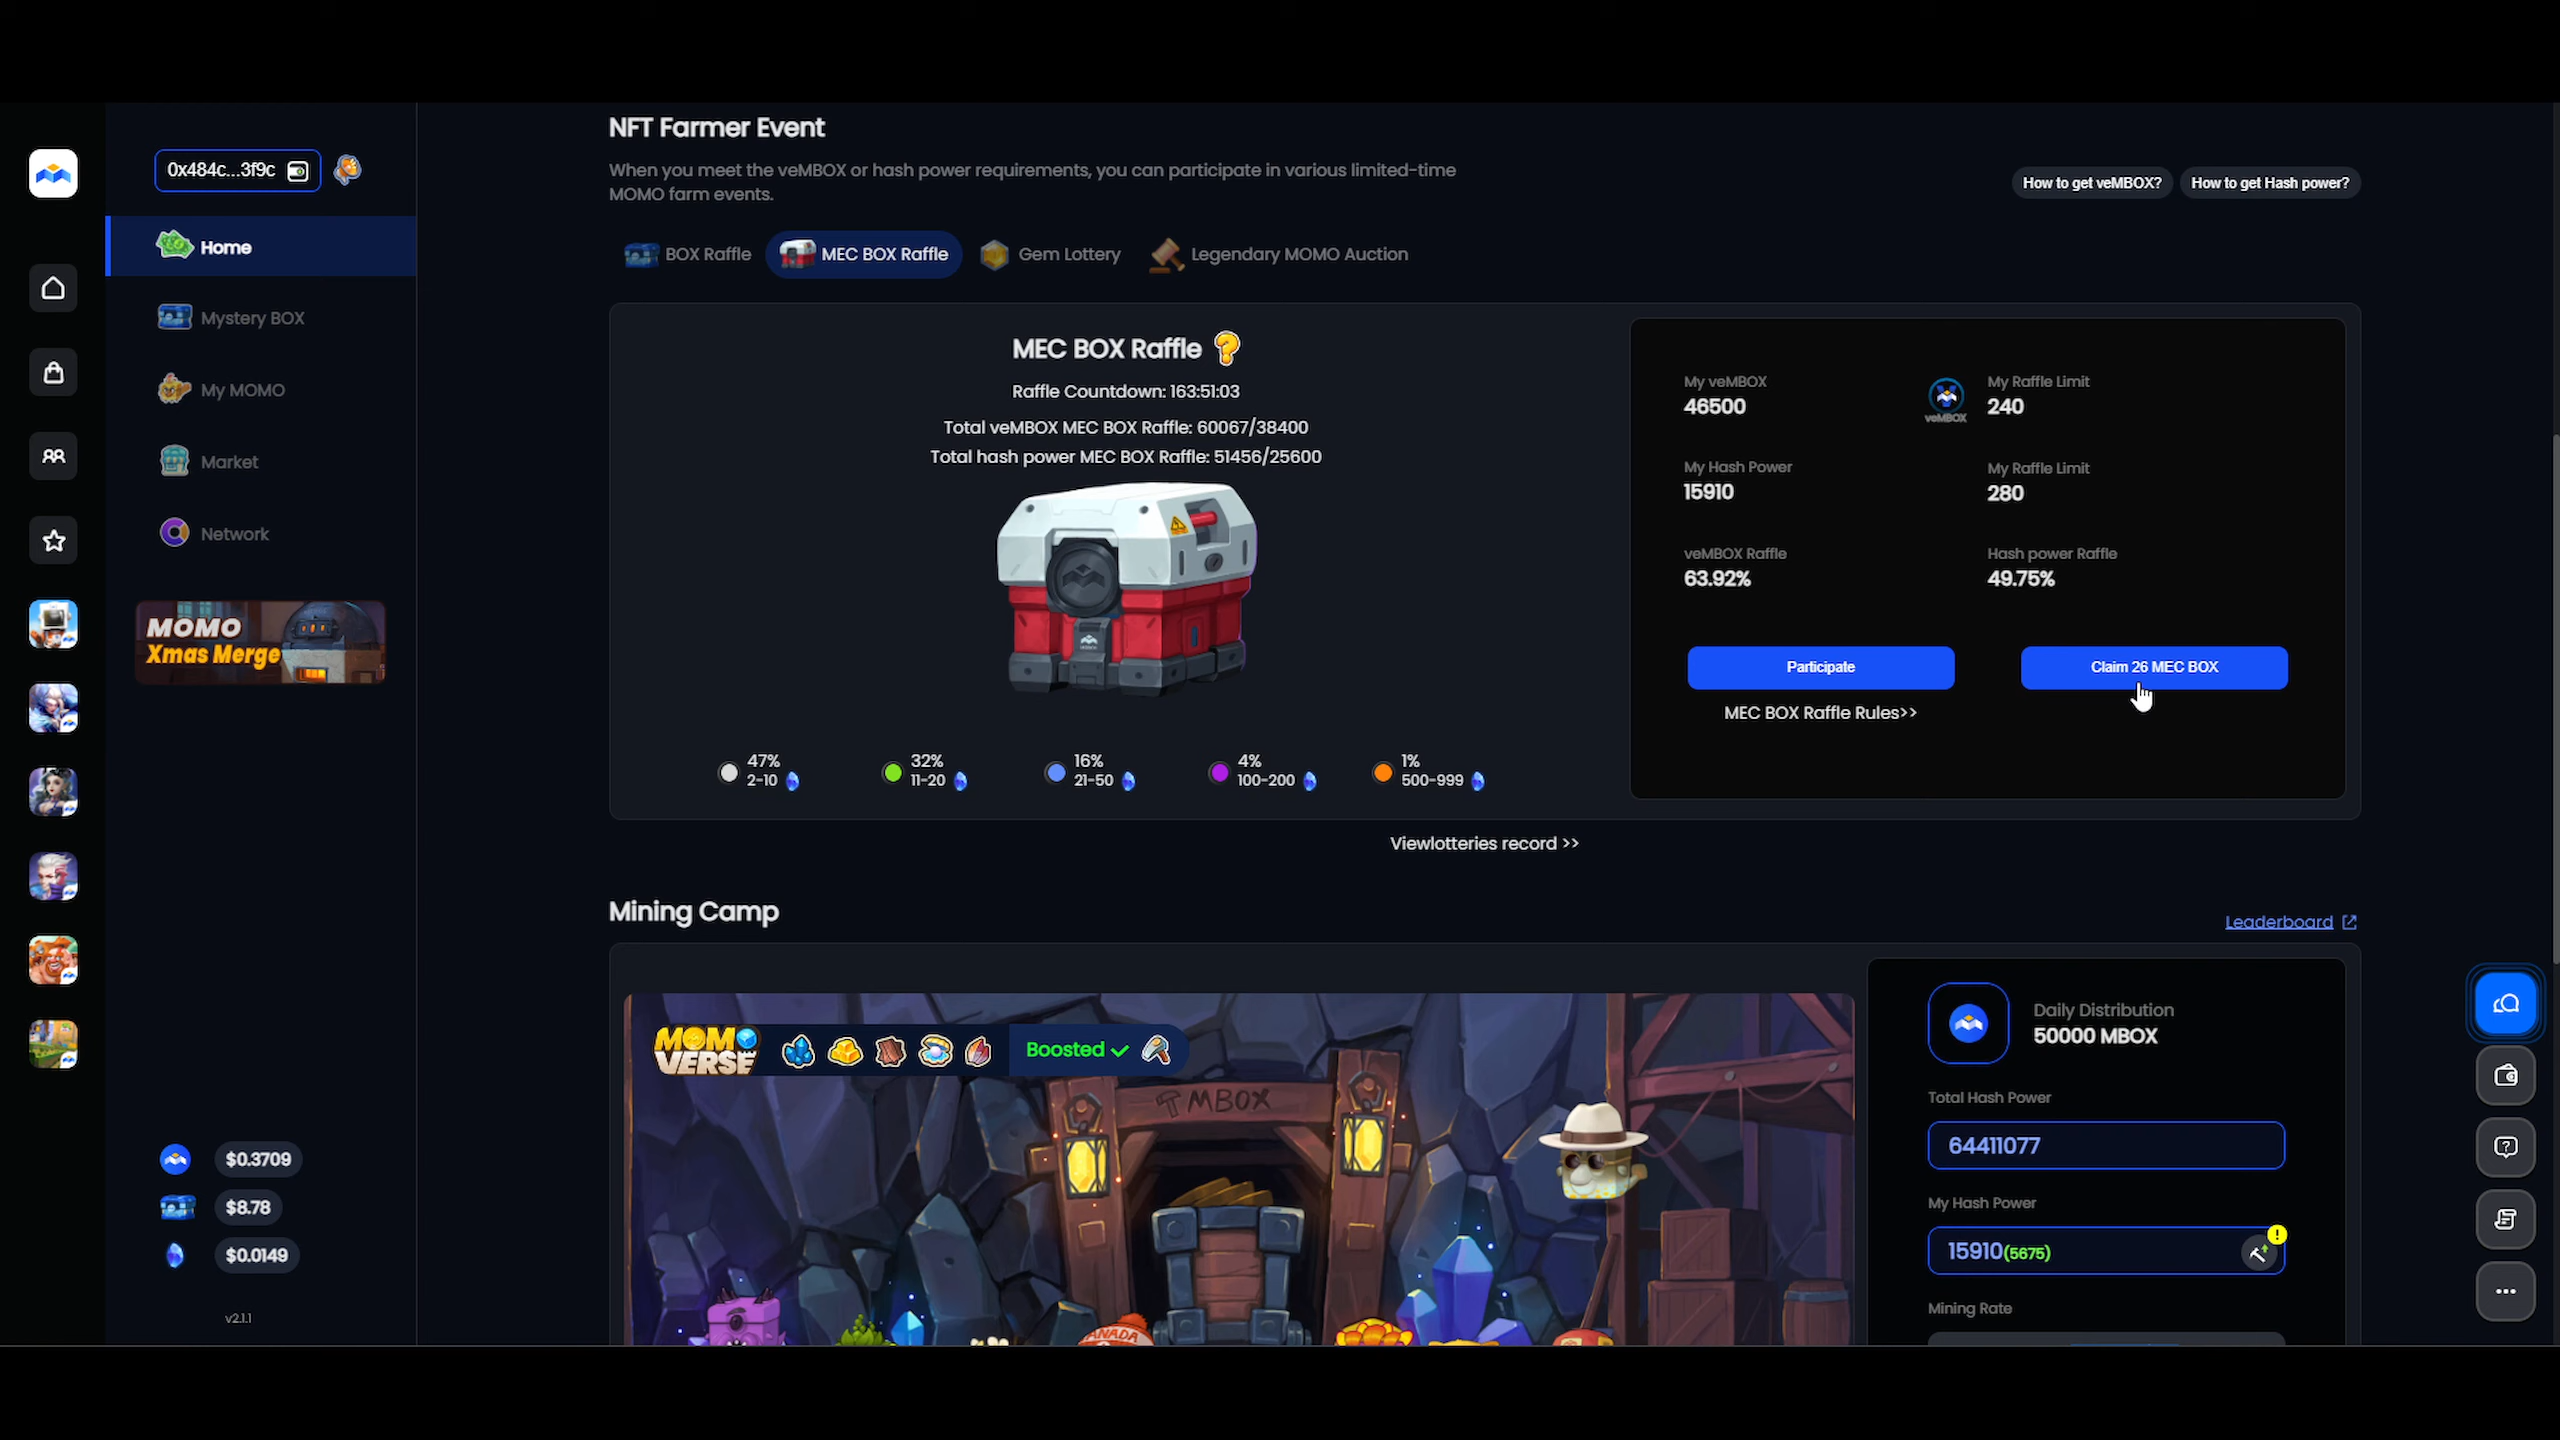 0x484c...3f9c
Home
Mystery BOX
My MOMO
Market
Network
MOMO
Xmas Merge
$0.3709
$8.78
$0.0149
v2.1.1
NFT Farmer Event
When you meet the veMBOX or hash power requirements, you can participate in various limited-time
MOMO farm events.
How to get veMBOX?
How to get Hash power?
BOX Raffle
MEC BOX Raffle
Gem Lottery
Legendary MOMO Auction
MEC BOX Raffle
Raffle Countdown: 163:51:03
Total veMBOX MEC BOX Raffle: 60067/38400
Total hash power MEC BOX Raffle: 51456/25600
47%
2-10
32%
11-20
16%
21-50
4%
100-200
1%
500-999
My veMBOX
46500
veMBOX
My Raffle Limit
240
My Hash Power
15910
My Raffle Limit
280
veMBOX Raffle
63.92%
Hash power Raffle
49.75%
Participate
Claim 26 MEC BOX
MEC BOX Raffle Rules>>
Viewlotteries record >>
Mining Camp
Leaderboard
MOMO
VERSE
Boosted
MBOX
ANADA
Daily Distribution
50000 MBOX
Total Hash Power
64411077
My Hash Power
15910(5675)
Mining Rate